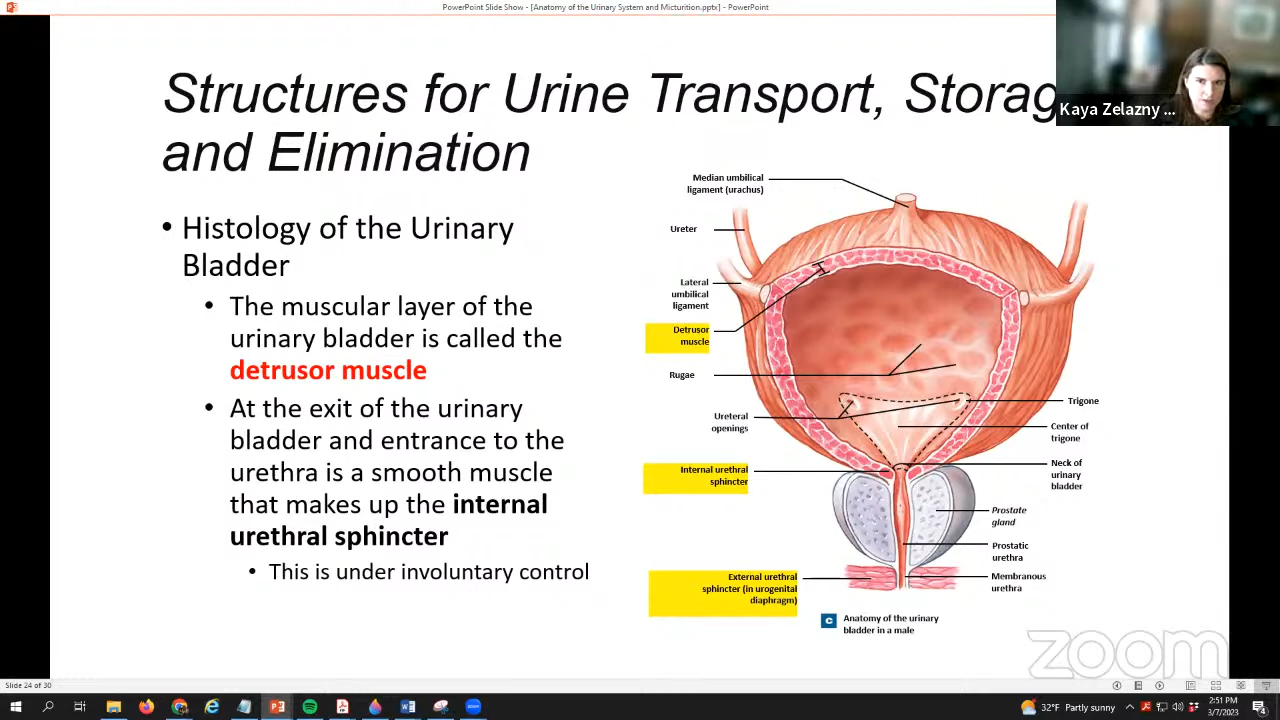 PowerPoint Slide Show - [Anatomy of the Urinary System and Micturition.pptx] - PowerPoint
Kaya Zelazny ...
Structures for Urine Transport, Storag
and Elimination
• Histology of the Urinary
Bladder
• The muscular layer of the
urinary bladder is called the
detrusor muscle
• At the exit of the urinary
bladder and entrance to the
urethra is a smooth muscle
that makes up the internal
urethral sphincter
• This is under involuntary control
Median umbilical
ligament (urachus)
Ureter
Lateral
umbilical
ligament
Detrusor
muscle
Rugae
Ureteral
openings
Internal urethral
sphincter
External urethral
sphincter (in urogenital
diaphragm)
Trigone
Center of
trigone
Neck of
urinary
bladder
Prostate
gland
Prostatic
urethra
Membranous
urethra
C Anatomy of the urinary
bladder in a male
zoom
Slide 24 of 30
32°F Partly sunny
2:51 PM
3/7/2023